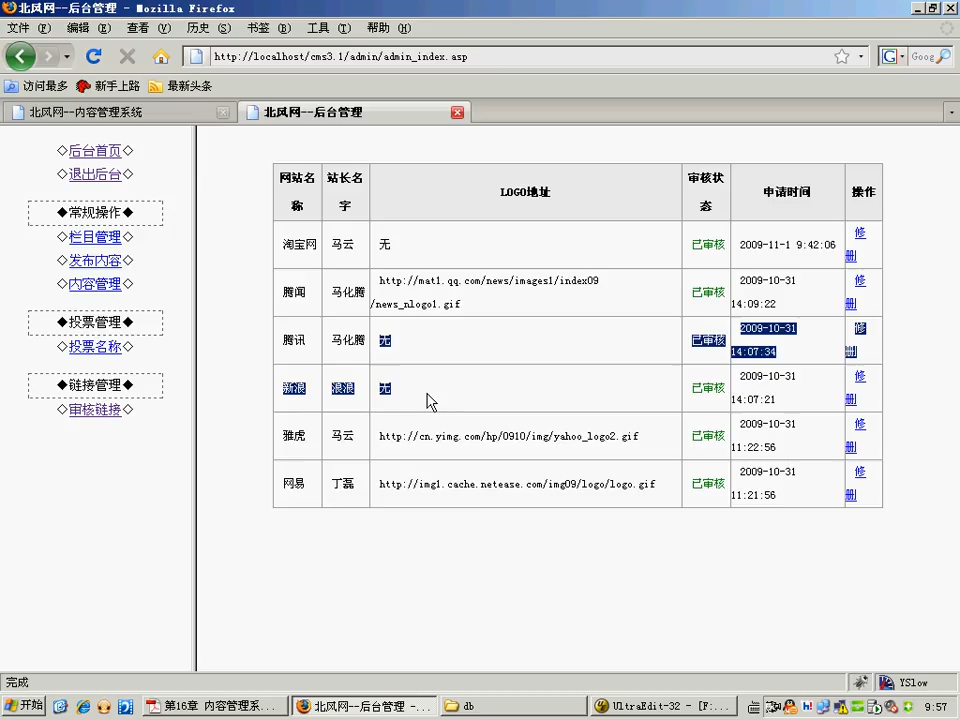 北风网--后台管理 - Mozilla Firefox
文件(F) 编辑(E) 查看(V) 历史(S) 书签(B) 工具(T) 帮助(H)
http://localhost/cms3.1/admin/admin_index.asp
Goog
访问最多 新手上路 最新头条
北风网--内容管理系统 北风网--后台管理
◇后台首页◇
◇退出后台◇
◆常规操作◆
◇栏目管理◇
◇发布内容◇
◇内容管理◇
◆投票管理◆
◇投票名称◇
◆链接管理◆
◇审核链接◇
网站名称 站长名字 LOGO地址 审核状态 申请时间 操作
淘宝网 马云 无 已审核 2009-11-1 9:42:06 修 删
腾闻 马化腾 http://mat1.qq.com/news/images1/index09/news_nlogo1.gif 已审核 2009-10-31 14:09:22 修 删
腾讯 马化腾 无 已审核 2009-10-31 14:07:34 修 删
新浪 浪浪 无 已审核 2009-10-31 14:07:21 修 删
雅虎 马云 http://cn.yimg.com/hp/0910/img/yahoo_logo2.gif 已审核 2009-10-31 11:22:56 修 删
网易 丁磊 http://img1.cache.netease.com/img09/logo/logo.gif 已审核 2009-10-31 11:21:56 修 删
完成 YSlow
开始 第16章 内容管理系... 北风网--后台管理 -... db UltraEdit-32 - [F:... 9:57